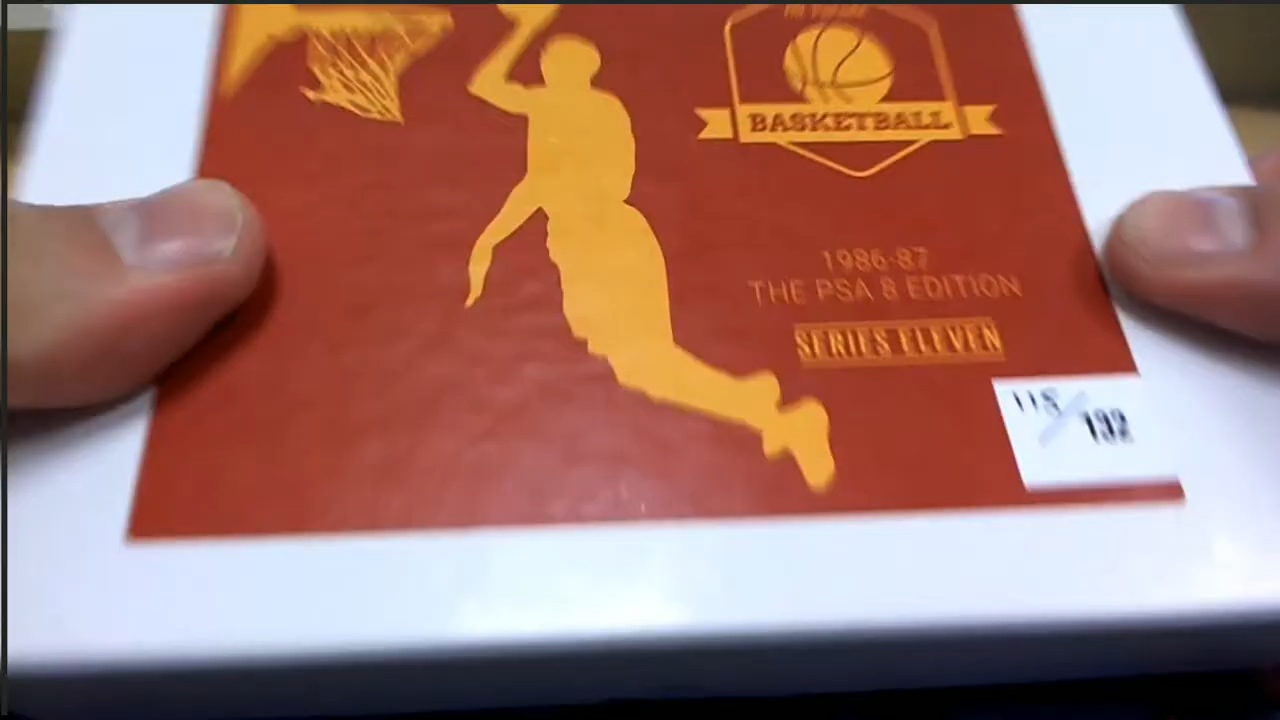 BASKETBALL
1986-87
THE PSA 8 EDITION
SERIES ELEVEN
115/132